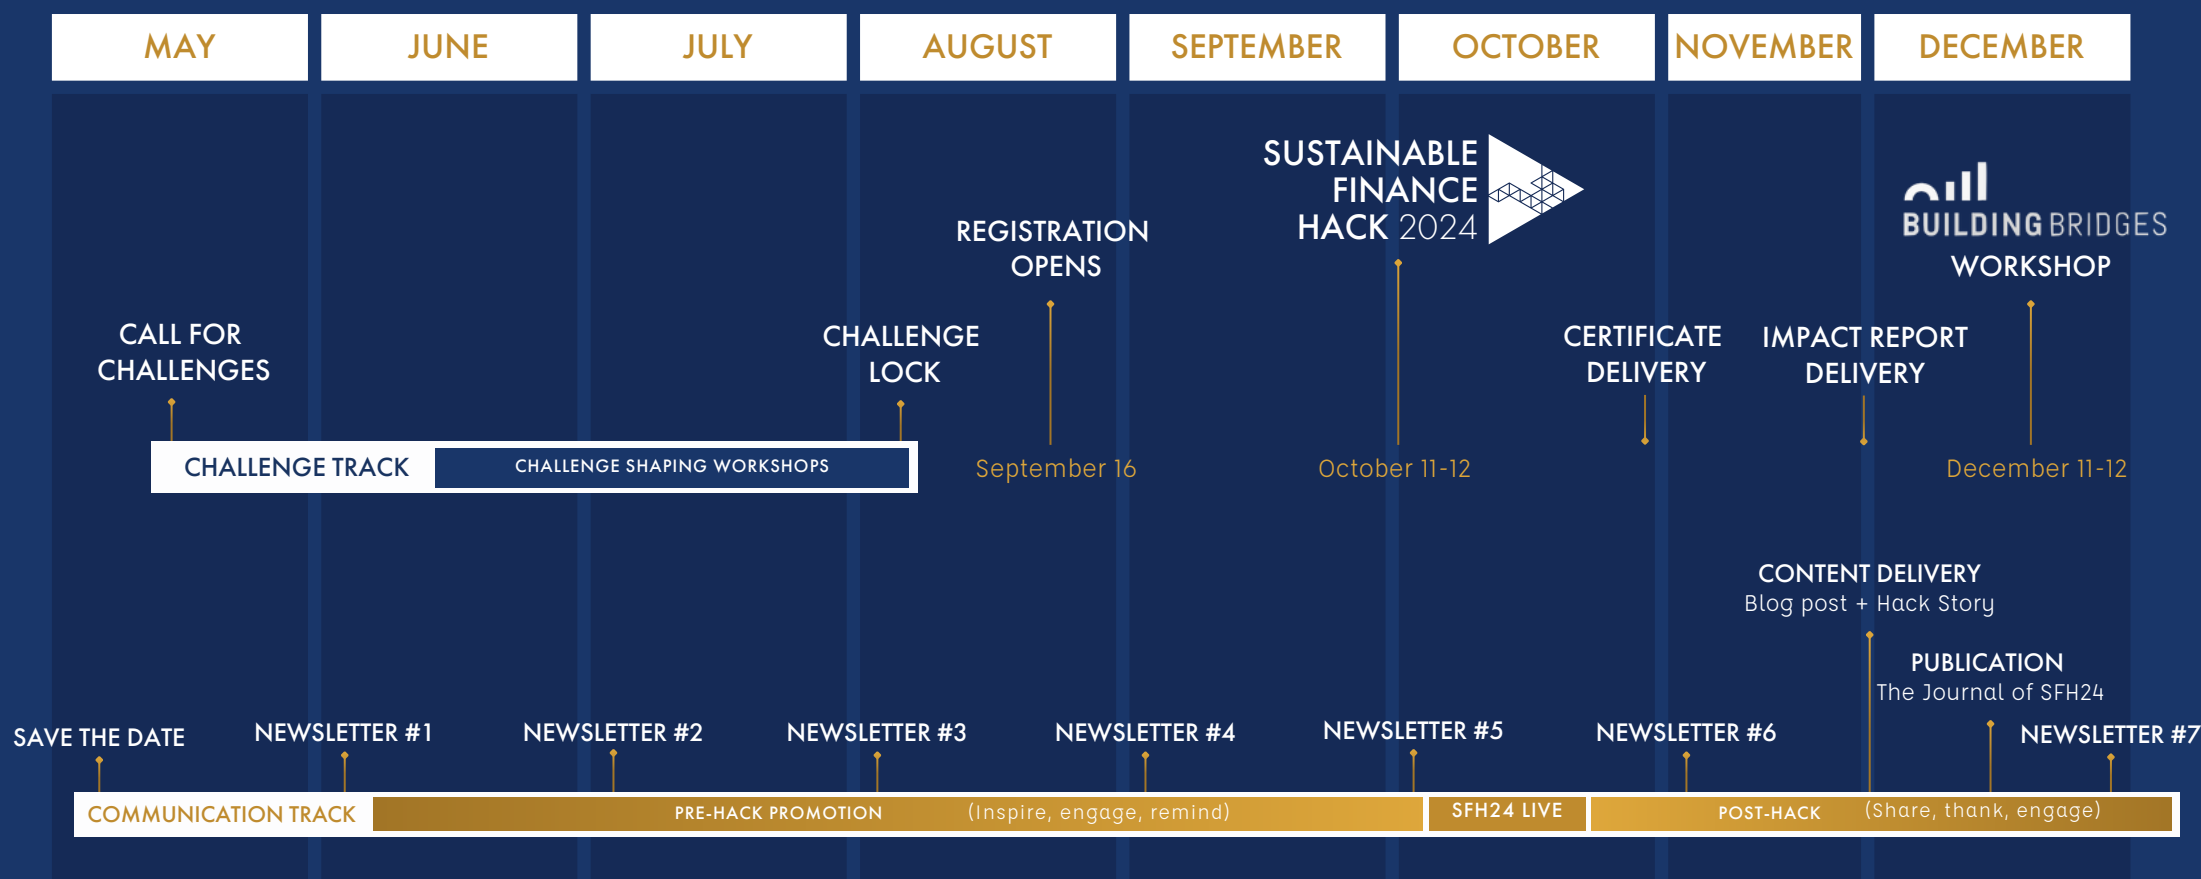 MAY
JUNE
JULY
AUGUST
SEPTEMBER
OCTOBER
NOVEMBER
DECEMBER
SUSTAINABLE
FINANCE
HACK 2024
BUILDING BRIDGES
WORKSHOP
REGISTRATION
OPENS
CALL FOR
CHALLENGES
CHALLENGE
LOCK
CERTIFICATE
DELIVERY
IMPACT REPORT
DELIVERY
CHALLENGE TRACK
CHALLENGE SHAPING WORKSHOPS
September 16
October 11-12
December 11-12
CONTENT DELIVERY
Blog post + Hack Story
PUBLICATION
The Journal of SFH24
SAVE THE DATE
NEWSLETTER #1
NEWSLETTER #2
NEWSLETTER #3
NEWSLETTER #4
NEWSLETTER #5
NEWSLETTER #6
NEWSLETTER #7
COMMUNICATION TRACK
PRE-HACK PROMOTION (Inspire, engage, remind)
SFH24 LIVE
POST-HACK (Share, thank, engage)